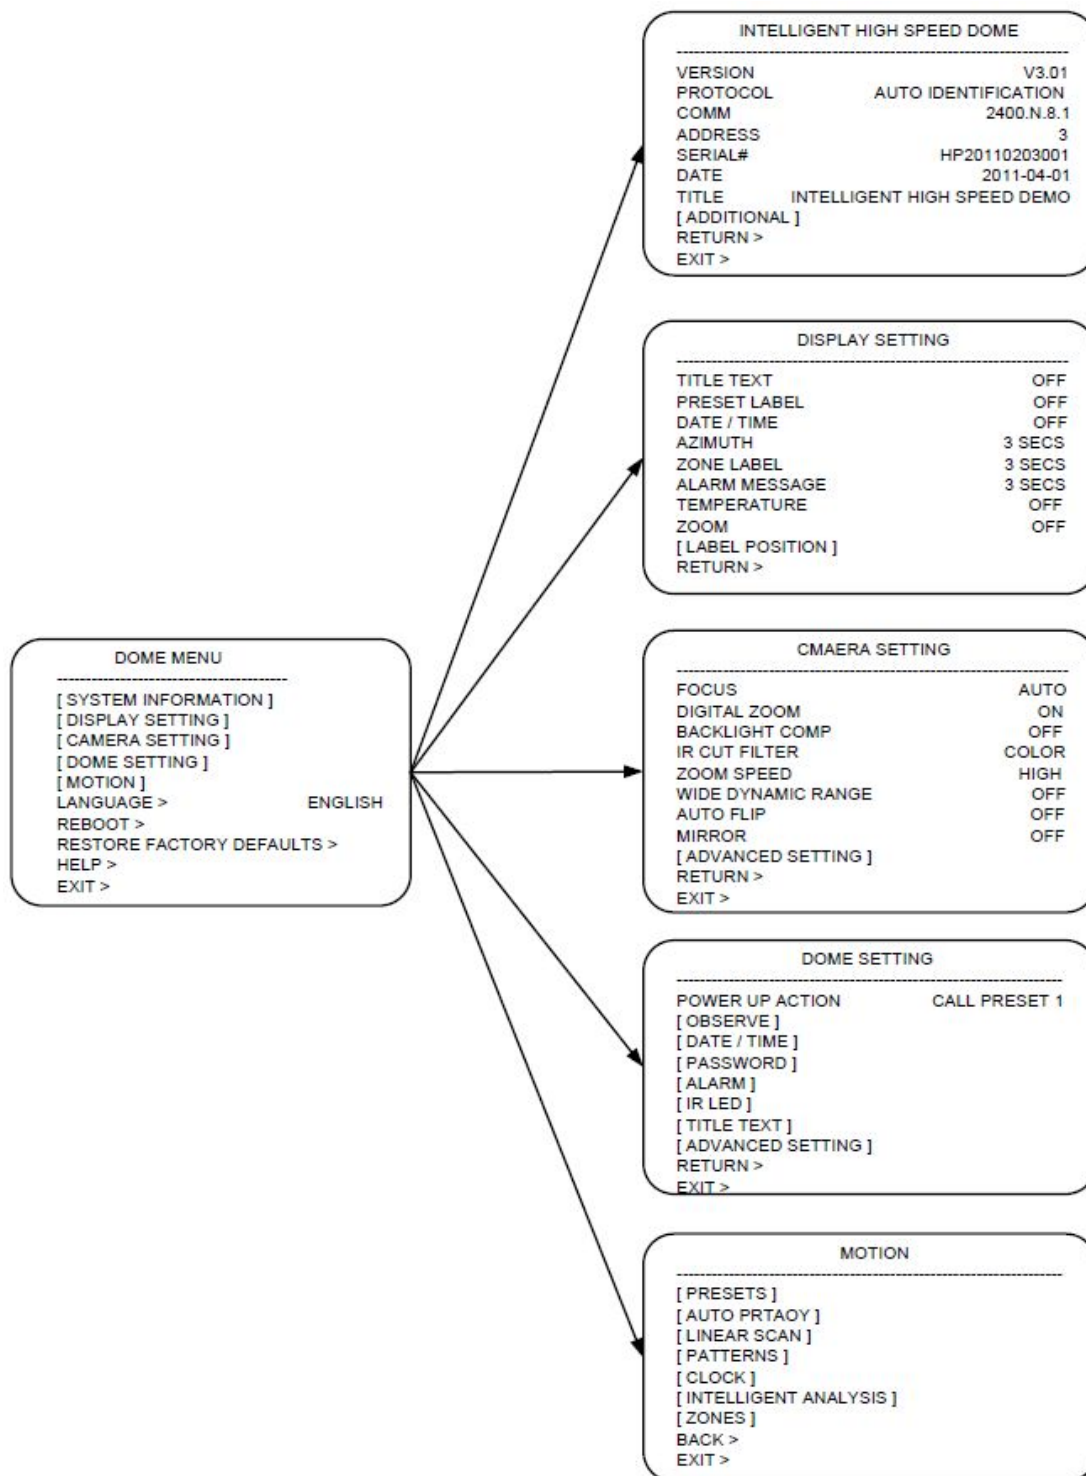 INTELLIGENT HIGH SPEED DOME
VERSION V3.01
PROTOCOL AUTO IDENTIFICATION
COMM 2400.N.8.1
ADDRESS 3
SERIAL# HP20110203001
DATE 2011-04-01
TITLE INTELLIGENT HIGH SPEED DEMO
[ ADDITIONAL ]
RETURN >
EXIT >
DISPLAY SETTING
TITLE TEXT OFF
PRESET LABEL OFF
DATE / TIME OFF
AZIMUTH 3 SECS
ZONE LABEL 3 SECS
ALARM MESSAGE 3 SECS
TEMPERATURE OFF
ZOOM OFF
[ LABEL POSITION ]
RETURN >
DOME MENU
[ SYSTEM INFORMATION ]
[ DISPLAY SETTING ]
[ CAMERA SETTING ]
[ DOME SETTING ]
[ MOTION ]
LANGUAGE > ENGLISH
REBOOT >
RESTORE FACTORY DEFAULTS >
HELP >
EXIT >
CMAERA SETTING
FOCUS AUTO
DIGITAL ZOOM ON
BACKLIGHT COMP OFF
IR CUT FILTER COLOR
ZOOM SPEED HIGH
WIDE DYNAMIC RANGE OFF
AUTO FLIP OFF
MIRROR OFF
[ ADVANCED SETTING ]
RETURN >
EXIT >
DOME SETTING
POWER UP ACTION CALL PRESET 1
[ OBSERVE ]
[ DATE / TIME ]
[ PASSWORD ]
[ ALARM ]
[ IR LED ]
[ TITLE TEXT ]
[ ADVANCED SETTING ]
RETURN >
EXIT >
MOTION
[ PRESETS ]
[ AUTO PRTAOY ]
[ LINEAR SCAN ]
[ PATTERNS ]
[ CLOCK ]
[ INTELLIGENT ANALYSIS ]
[ ZONES ]
BACK >
EXIT >